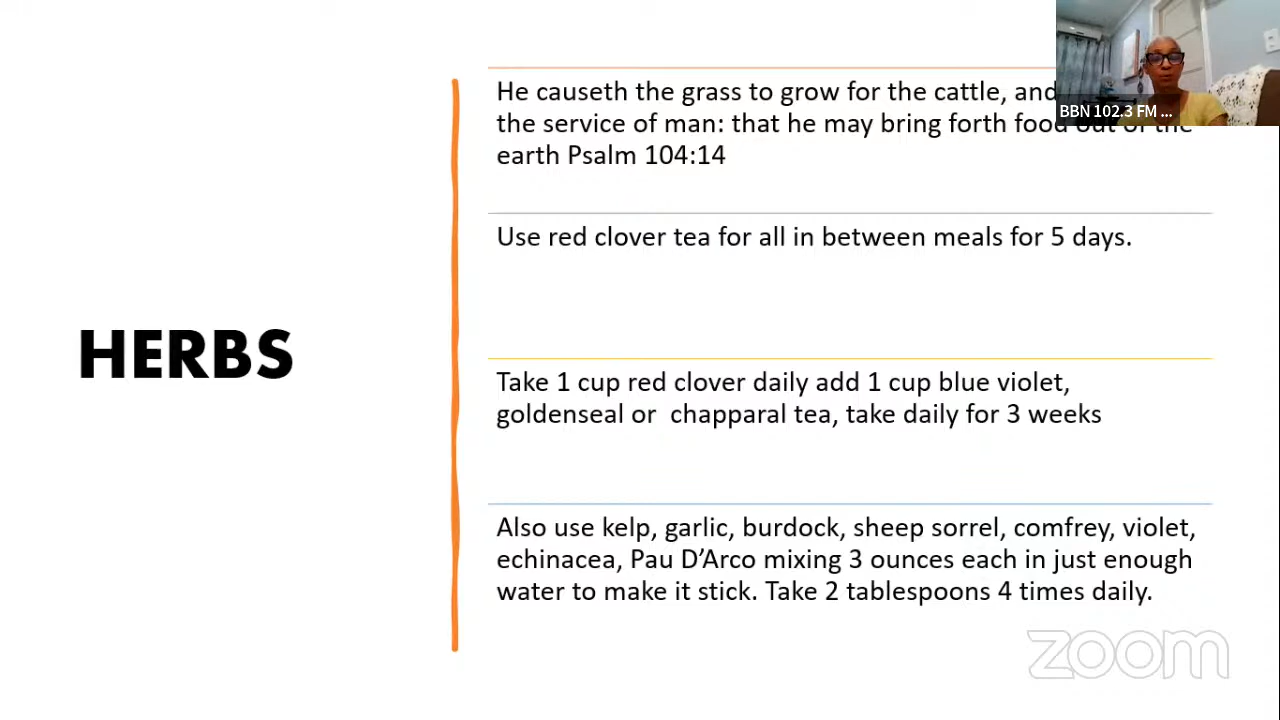 He causeth the grass to grow for the cattle, and
the service of man: that he may bring forth food out of the
earth Psalm 104:14
BBN 102.3 FM ...
Use red clover tea for all in between meals for 5 days.
HERBS
Take 1 cup red clover daily add 1 cup blue violet,
goldenseal or chapparal tea, take daily for 3 weeks
Also use kelp, garlic, burdock, sheep sorrel, comfrey, violet,
echinacea, Pau D’Arco mixing 3 ounces each in just enough
water to make it stick. Take 2 tablespoons 4 times daily.
zoom